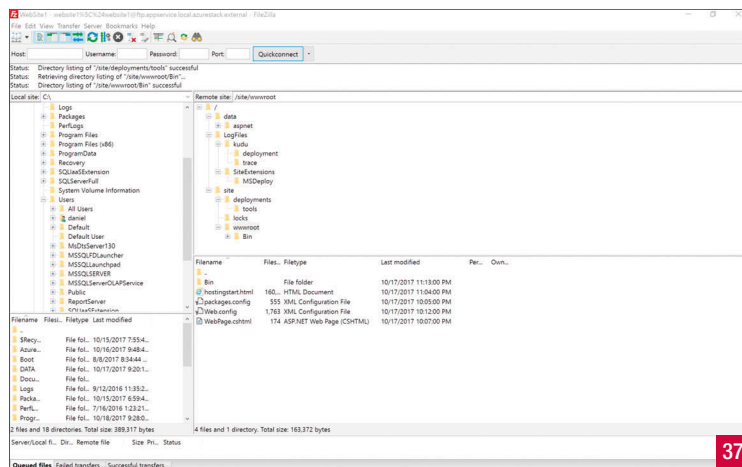 WebSite1 - website1%5C%24website1@ftp.appservice.local.azurestack.external - FileZilla
File Edit View Transfer Server Bookmarks Help
Host: Username: Password: Port: Quickconnect
Status: Directory listing of "/site/deployments/tools" successful
Status: Retrieving directory listing of "/site/wwwroot/Bin"...
Status: Directory listing of "/site/wwwroot/Bin" successful
Local site: C:\
Logs
Packages
PerfLogs
Program Files
Program Files (x86)
ProgramData
Recovery
SQLIaaSExtension
SQLServerFull
System Volume Information
Users
All Users
daniel
Default
Default User
MsDtsServer130
MSSQLFDLauncher
MSSQLLaunchpad
MSSQLSERVER
MSSQLServerOLAPService
Public
ReportServer
SQLIaaSExtension
Filename Filesi... Filetype Last modified
..
$Recy... File fol... 10/15/2017 7:55:4...
Azure... File fol... 10/16/2017 9:48:4...
Boot File fol... 8/8/2017 8:34:44 ...
DATA File fol... 10/17/2017 9:20:1...
Docu... File fol...
Logs File fol... 9/12/2016 11:35:2...
Packa... File fol... 10/15/2017 6:59:4...
PerfL... File fol... 7/16/2016 1:23:21...
Progr... File fol... 10/18/2017 9:28:0...
2 files and 18 directories. Total size: 389,317 bytes
Remote site: /site/wwwroot
/
data
aspnet
LogFiles
kudu
deployment
trace
SiteExtensions
MSDeploy
site
deployments
tools
locks
wwwroot
Bin
Filename Files... Filetype Last modified Per... Own...
..
Bin File folder 10/17/2017 11:13:00 PM
hostingstart.html 160... HTML Document 10/17/2017 11:04:00 PM
packages.config 555 XML Configuration File 10/17/2017 10:05:00 PM
Web.config 1,763 XML Configuration File 10/17/2017 10:12:00 PM
WebPage.cshtml 174 ASP.NET Web Page (CSHTML) 10/17/2017 10:07:00 PM
4 files and 1 directory. Total size: 163,372 bytes
Server/Local fi... Dir... Remote file Size Pri... Status
Queued files Failed transfers Successful transfers
37